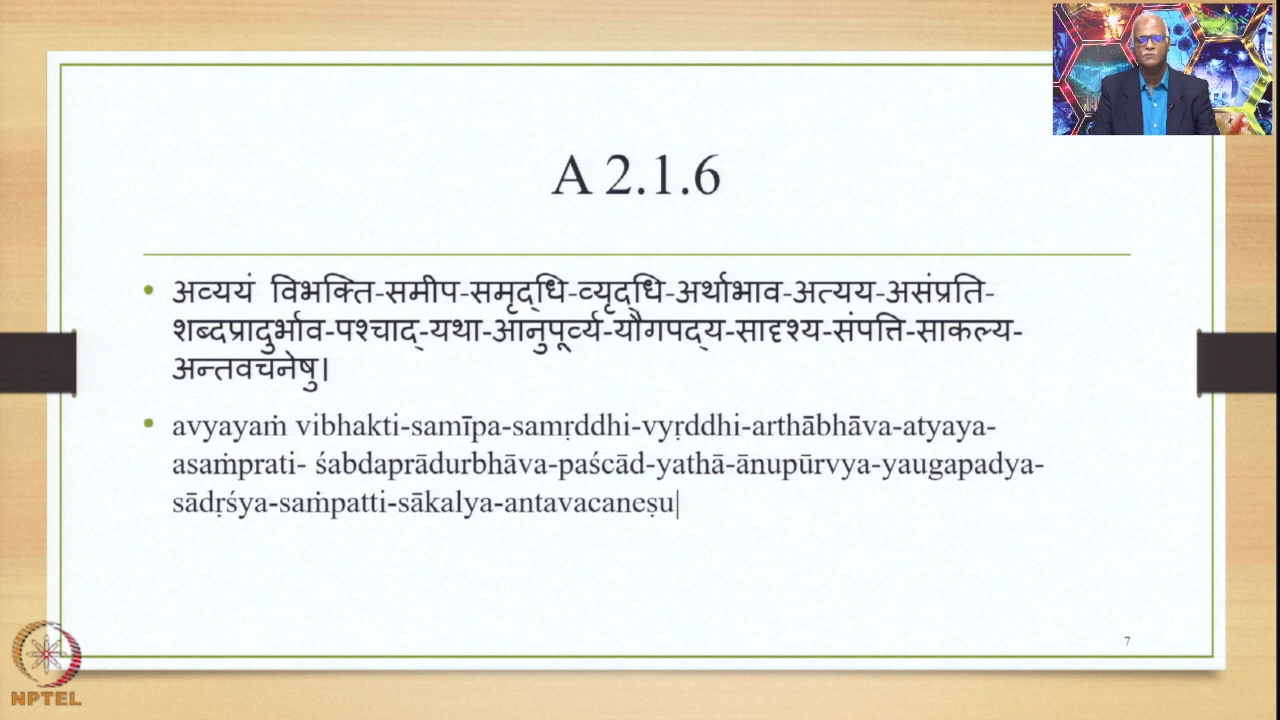 A 2.1.6
• अव्ययं विभक्ति-समीप-समृद्धि-व्यृद्धि-अर्थाभाव-अत्यय-असंप्रति-
शब्दप्रादुर्भाव-पश्चाद्-यथा-आनुपूर्व्य-यौगपद्य-सादृश्य-संपत्ति-साकल्य-
अन्तवचनेषु।
• avyayaṁ vibhakti-samīpa-samṛddhi-vyṛddhi-arthābhāva-atyaya-
asaṁprati- śabdaprādurbhāva-paścād-yathā-ānupūrvya-yaugapadya-
sādṛśya-saṁpatti-sākalya-antavacaneṣu|
7
NPTEL